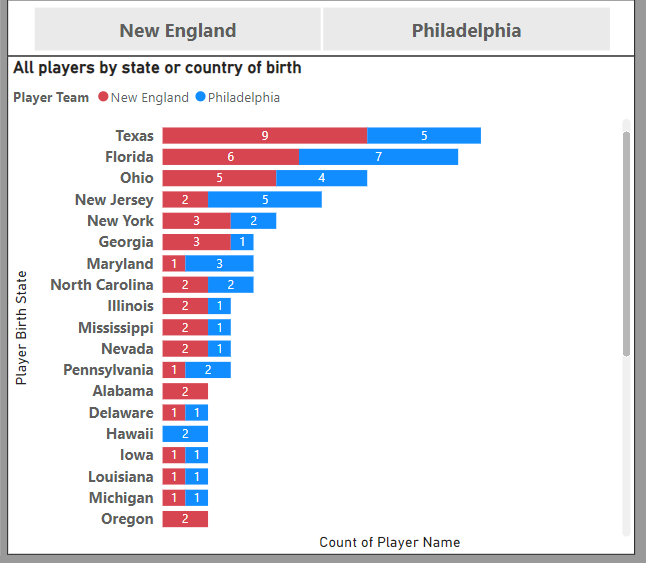 New England Philadelphia
All players by state or country of birth
Player Team New England Philadelphia
Player Birth State
Texas 9 5
Florida 6 7
Ohio 5 4
New Jersey 2 5
New York 3 2
Georgia 3 1
Maryland 1 3
North Carolina 2 2
Illinois 2 1
Mississippi 2 1
Nevada 2 1
Pennsylvania 1 2
Alabama 2
Delaware 1 1
Hawaii 2
Iowa 1 1
Louisiana 1 1
Michigan 1 1
Oregon 2
Count of Player Name